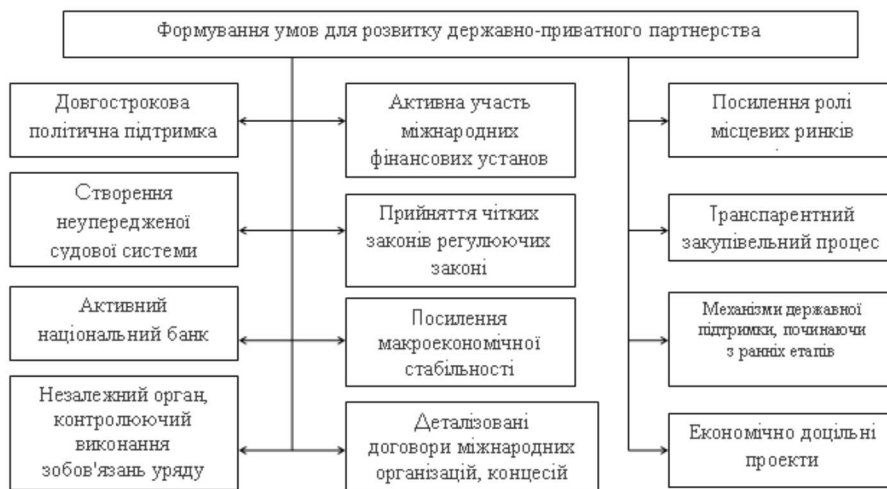 Формування умов для розвитку державно-приватного партнерства
Довгострокова
політична підтримка
Активна участь
міжнародних
фінансових установ
Посилення ролі
місцевих ринків
Створення
неупередженої
судової системи
Прийняття чітких
законів регулюючих
законі
Транспарентний
закупівельний процес
Активний
національний банк
Посилення
макроекономічної
стабільності
Механізми державної
підтримки, починаючи
з ранніх етапів
Незалежний орган,
контролюючий
виконання
зобов'язань уряду
Деталізовані
договори міжнародних
організацій, концесій
Економічно доцільні
проекти